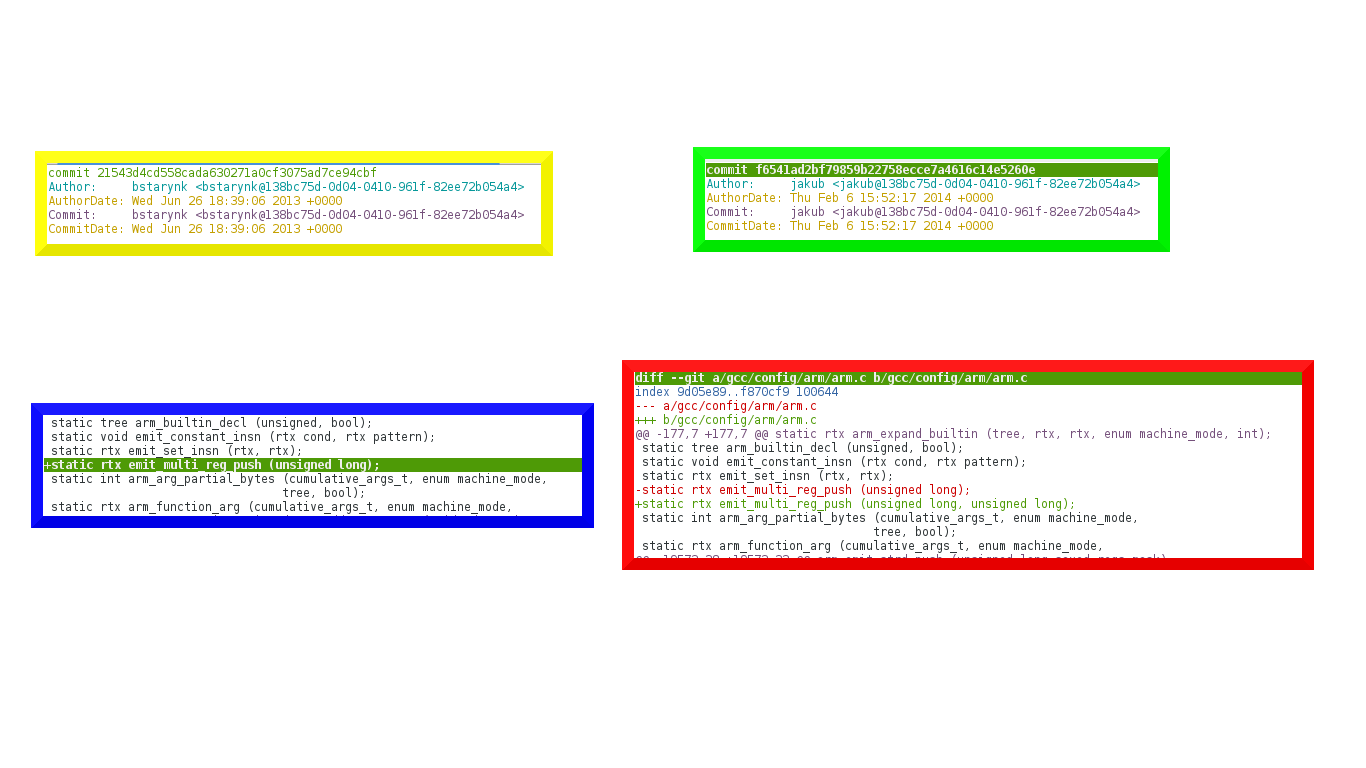 commit 21543d4cd558cada630271a0cf3075ad7ce94cbf
Author:     bstarynk <bstarynk@138bc75d-0d04-0410-961f-82ee72b054a4>
AuthorDate: Wed Jun 26 18:39:06 2013 +0000
Commit:     bstarynk <bstarynk@138bc75d-0d04-0410-961f-82ee72b054a4>
CommitDate: Wed Jun 26 18:39:06 2013 +0000
commit f6541ad2bf79859b22758ecce7a4616c14e5260e
Author:     jakub <jakub@138bc75d-0d04-0410-961f-82ee72b054a4>
AuthorDate: Thu Feb 6 15:52:17 2014 +0000
Commit:     jakub <jakub@138bc75d-0d04-0410-961f-82ee72b054a4>
CommitDate: Thu Feb 6 15:52:17 2014 +0000
 static tree arm_builtin_decl (unsigned, bool);
 static void emit_constant_insn (rtx cond, rtx pattern);
 static rtx emit_set_insn (rtx, rtx);
+static rtx emit_multi_reg_push (unsigned long);
 static int arm_arg_partial_bytes (cumulative_args_t, enum machine_mode,
                                  tree, bool);
 static rtx arm_function_arg (cumulative_args_t, enum machine_mode,
diff --git a/gcc/config/arm/arm.c b/gcc/config/arm/arm.c
index 9d05e89..f870cf9 100644
--- a/gcc/config/arm/arm.c
+++ b/gcc/config/arm/arm.c
@@ -177,7 +177,7 @@ static rtx arm_expand_builtin (tree, rtx, rtx, enum machine_mode, int);
 static tree arm_builtin_decl (unsigned, bool);
 static void emit_constant_insn (rtx cond, rtx pattern);
 static rtx emit_set_insn (rtx, rtx);
-static rtx emit_multi_reg_push (unsigned long);
+static rtx emit_multi_reg_push (unsigned long, unsigned long);
 static int arm_arg_partial_bytes (cumulative_args_t, enum machine_mode,
                                  tree, bool);
 static rtx arm_function_arg (cumulative_args_t, enum machine_mode,